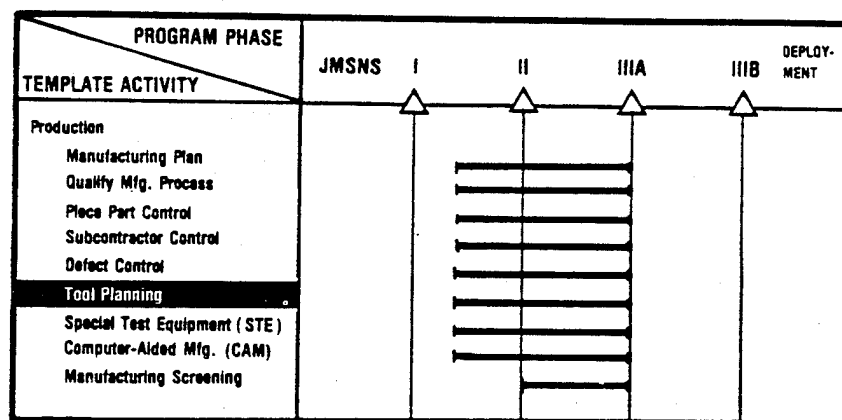 PROGRAM PHASE
TEMPLATE ACTIVITY
JMSNS I II IIIA IIIB DEPLOY-
MENT
Production
Manufacturing Plan
Qualify Mfg. Process
Piece Part Control
Subcontractor Control
Defect Control
Tool Planning
Special Test Equipment (STE)
Computer-Aided Mfg. (CAM)
Manufacturing Screening